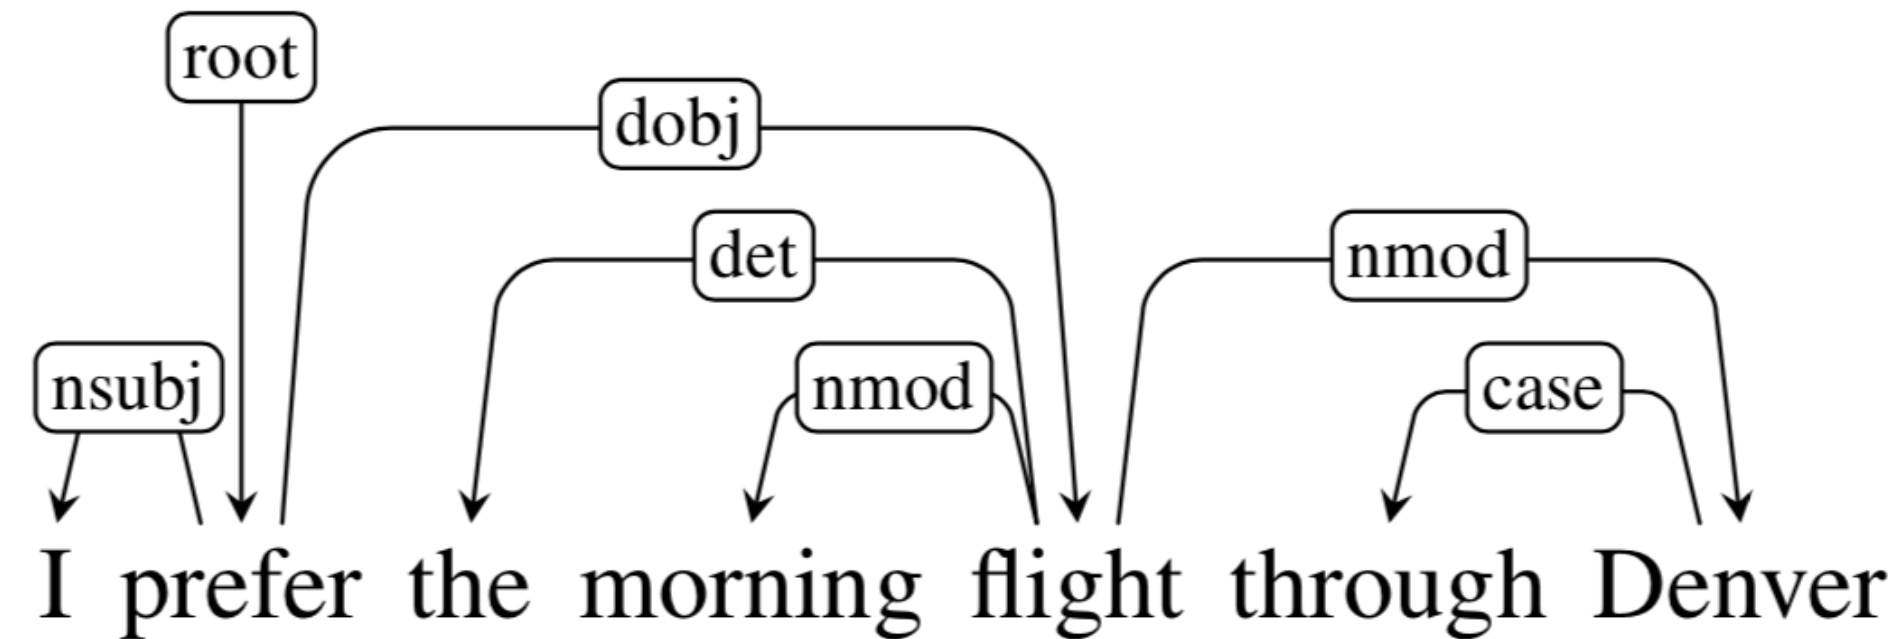 root
dobj
det
nmod
nsubj
nmod
case
I prefer the morning flight through Denver